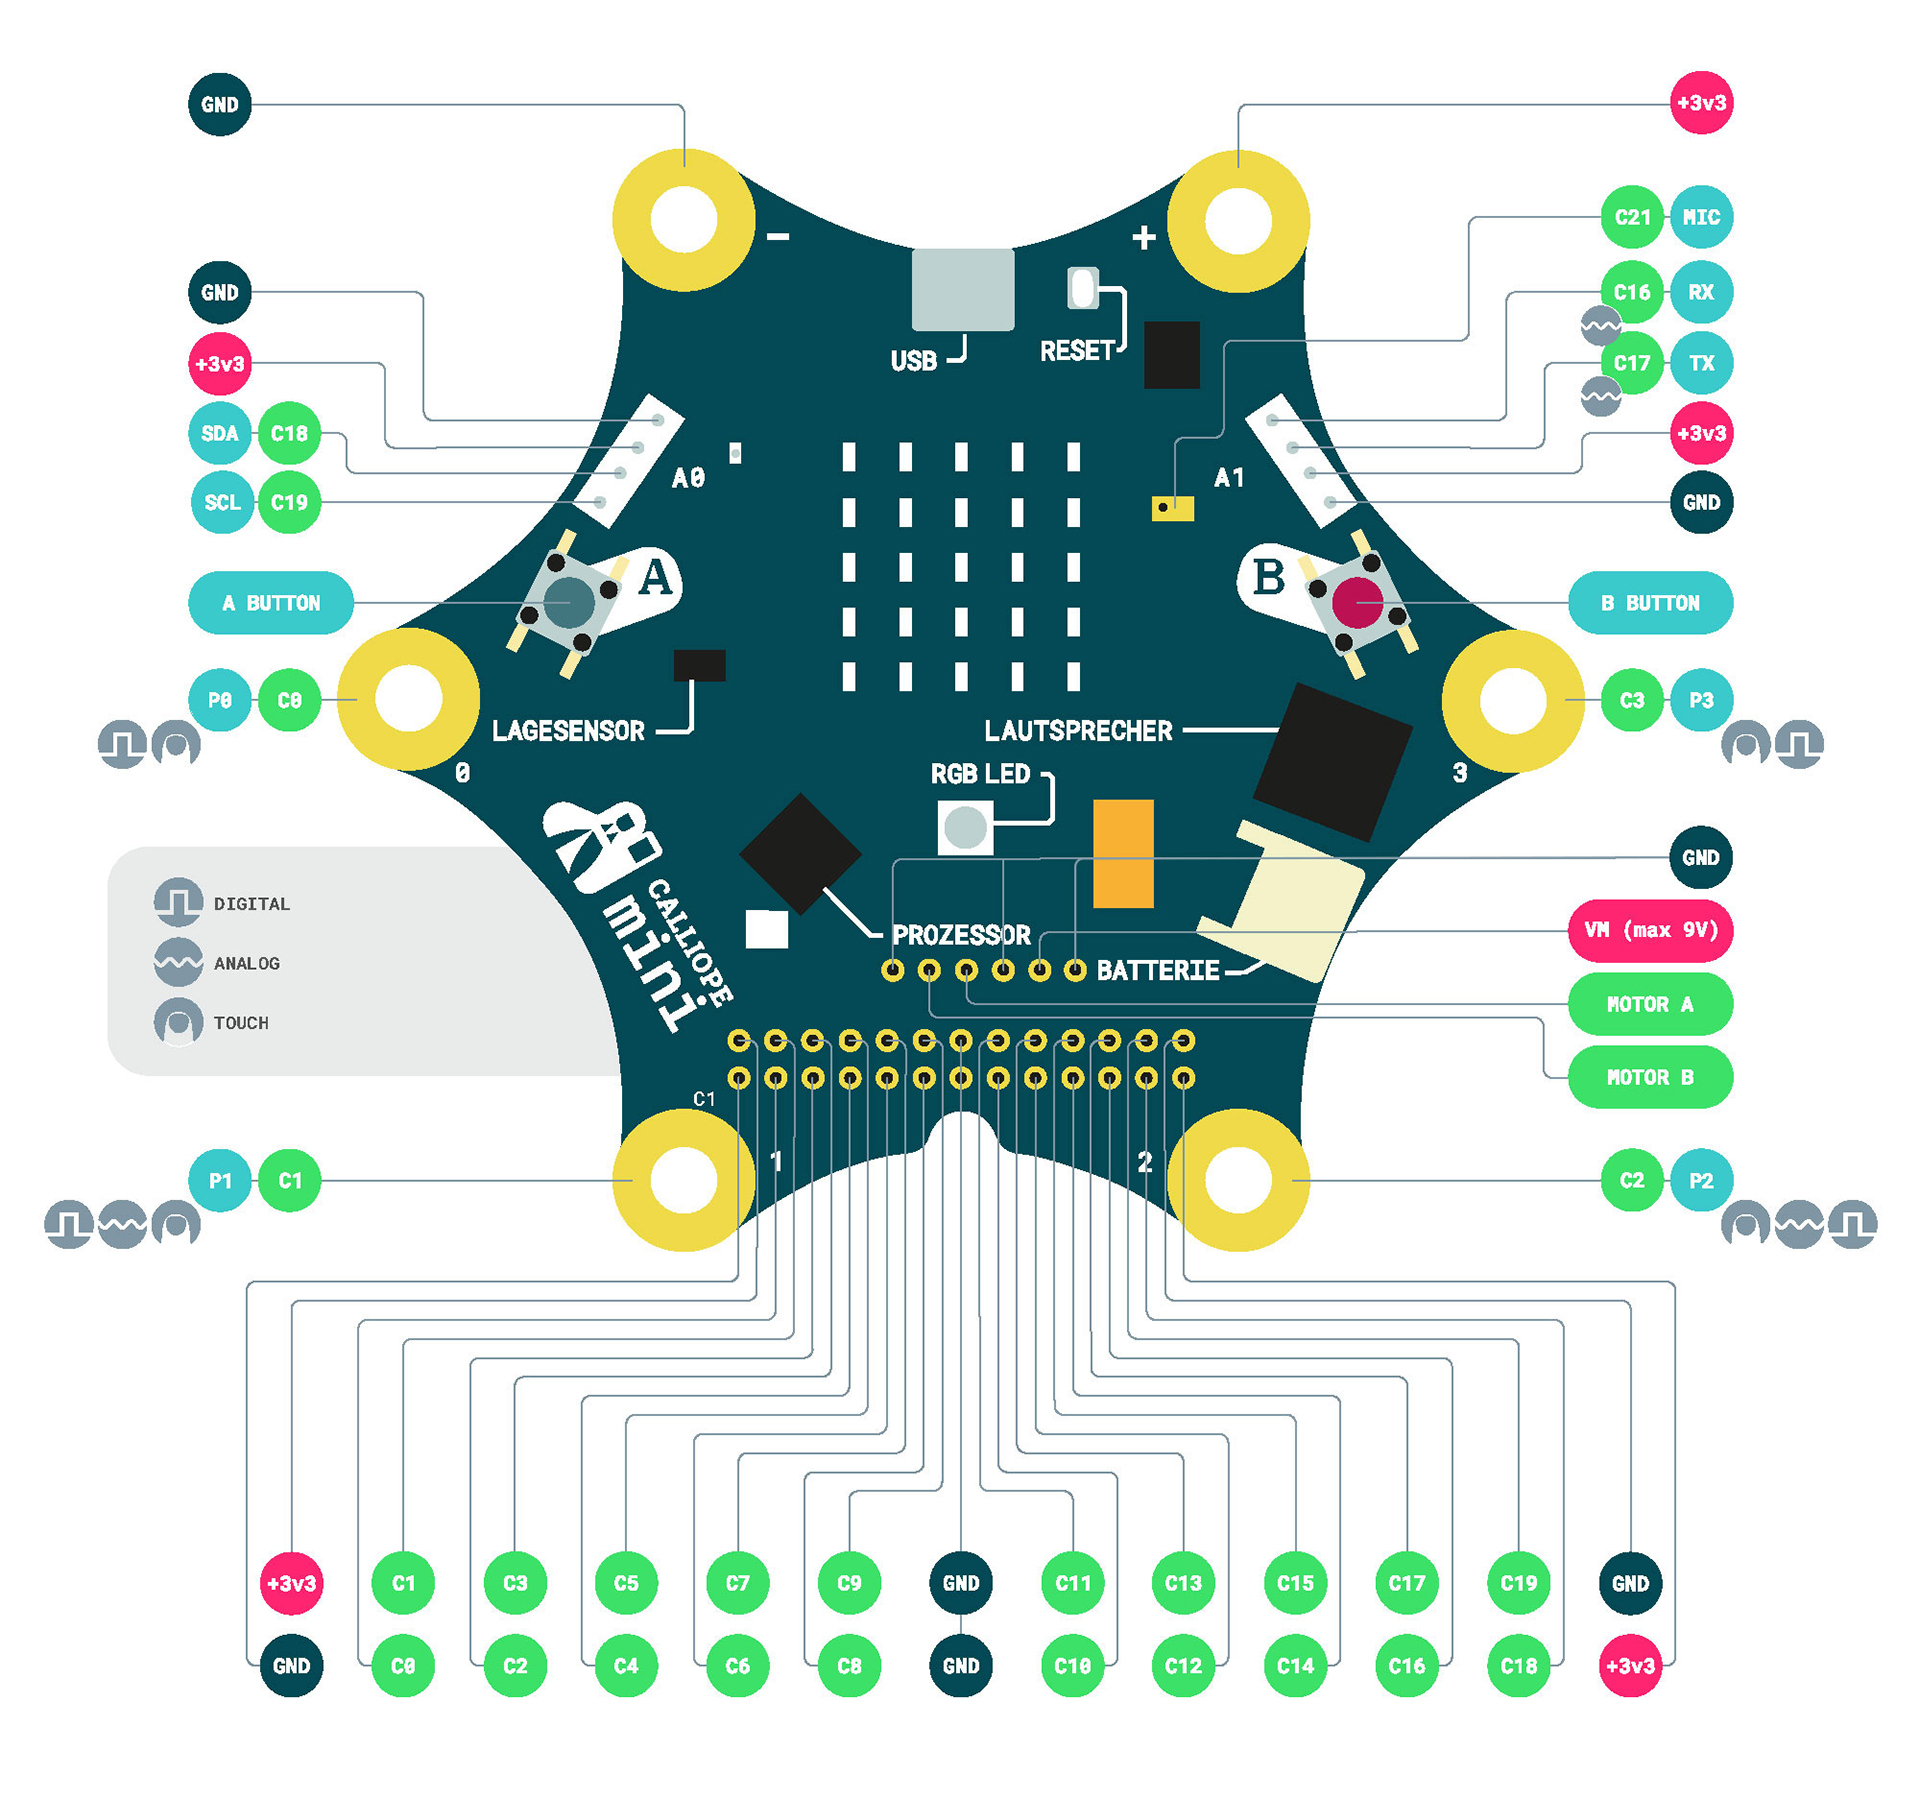 GND
+3v3
C21 MIC
- +
GND
C16 RX
USB
RESET
+3v3
C17 TX
SDA C18
+3v3
A0
A1
SCL C19
GND
A
B
A BUTTON
B BUTTON
P0 C0
C3 P3
LAGESENSOR
LAUTSPRECHER
0
RGB LED
3
GND
DIGITAL
ANALOG
TOUCH
CALLIOPE
mini
PROZESSOR
VM (max 9V)
BATTERIE
MOTOR A
MOTOR B
C1
1
2
P1 C1
C2 P2
+3v3 C1 C3 C5 C7 C9 GND C11 C13 C15 C17 C19 GND
GND C0 C2 C4 C6 C8 GND C10 C12 C14 C16 C18 +3v3